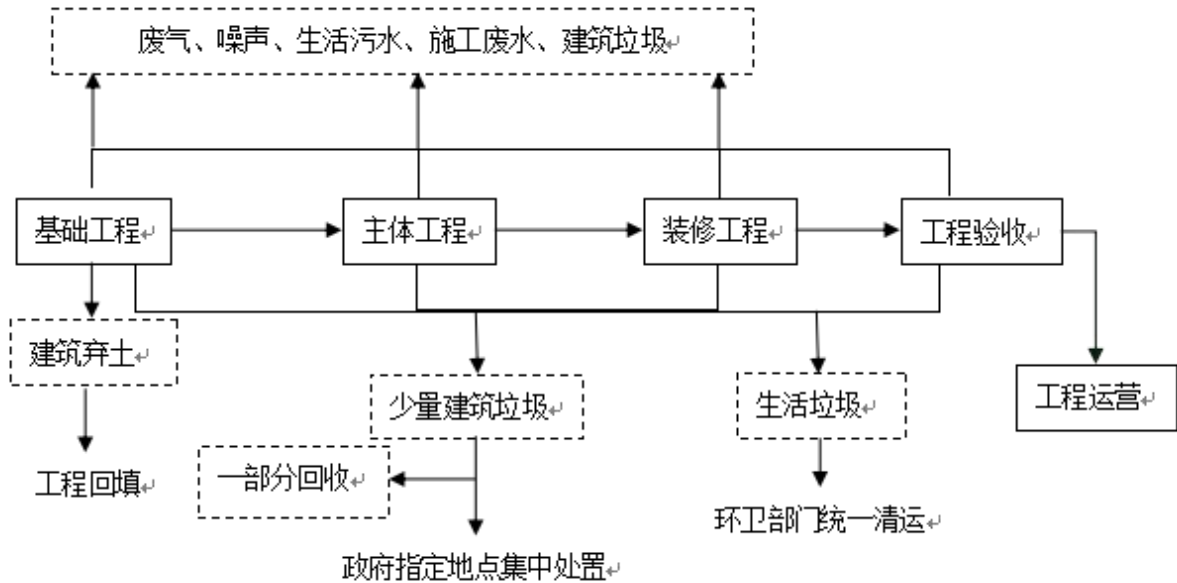 废气、噪声、生活污水、施工废水、建筑垃圾
基础工程
主体工程
装修工程
工程验收
建筑弃土
少量建筑垃圾
生活垃圾
工程运营
一部分回收
工程回填
环卫部门统一清运
政府指定地点集中处置